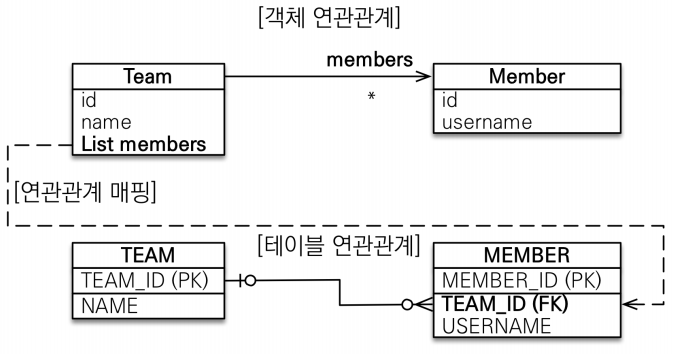 [객체 연관관계]
members
Team
Member
*
id
name
List members
id
username
[연관관계 매핑]
[테이블 연관관계]
TEAM
TEAM_ID (PK)
NAME
MEMBER
MEMBER_ID (PK)
TEAM_ID (FK)
USERNAME